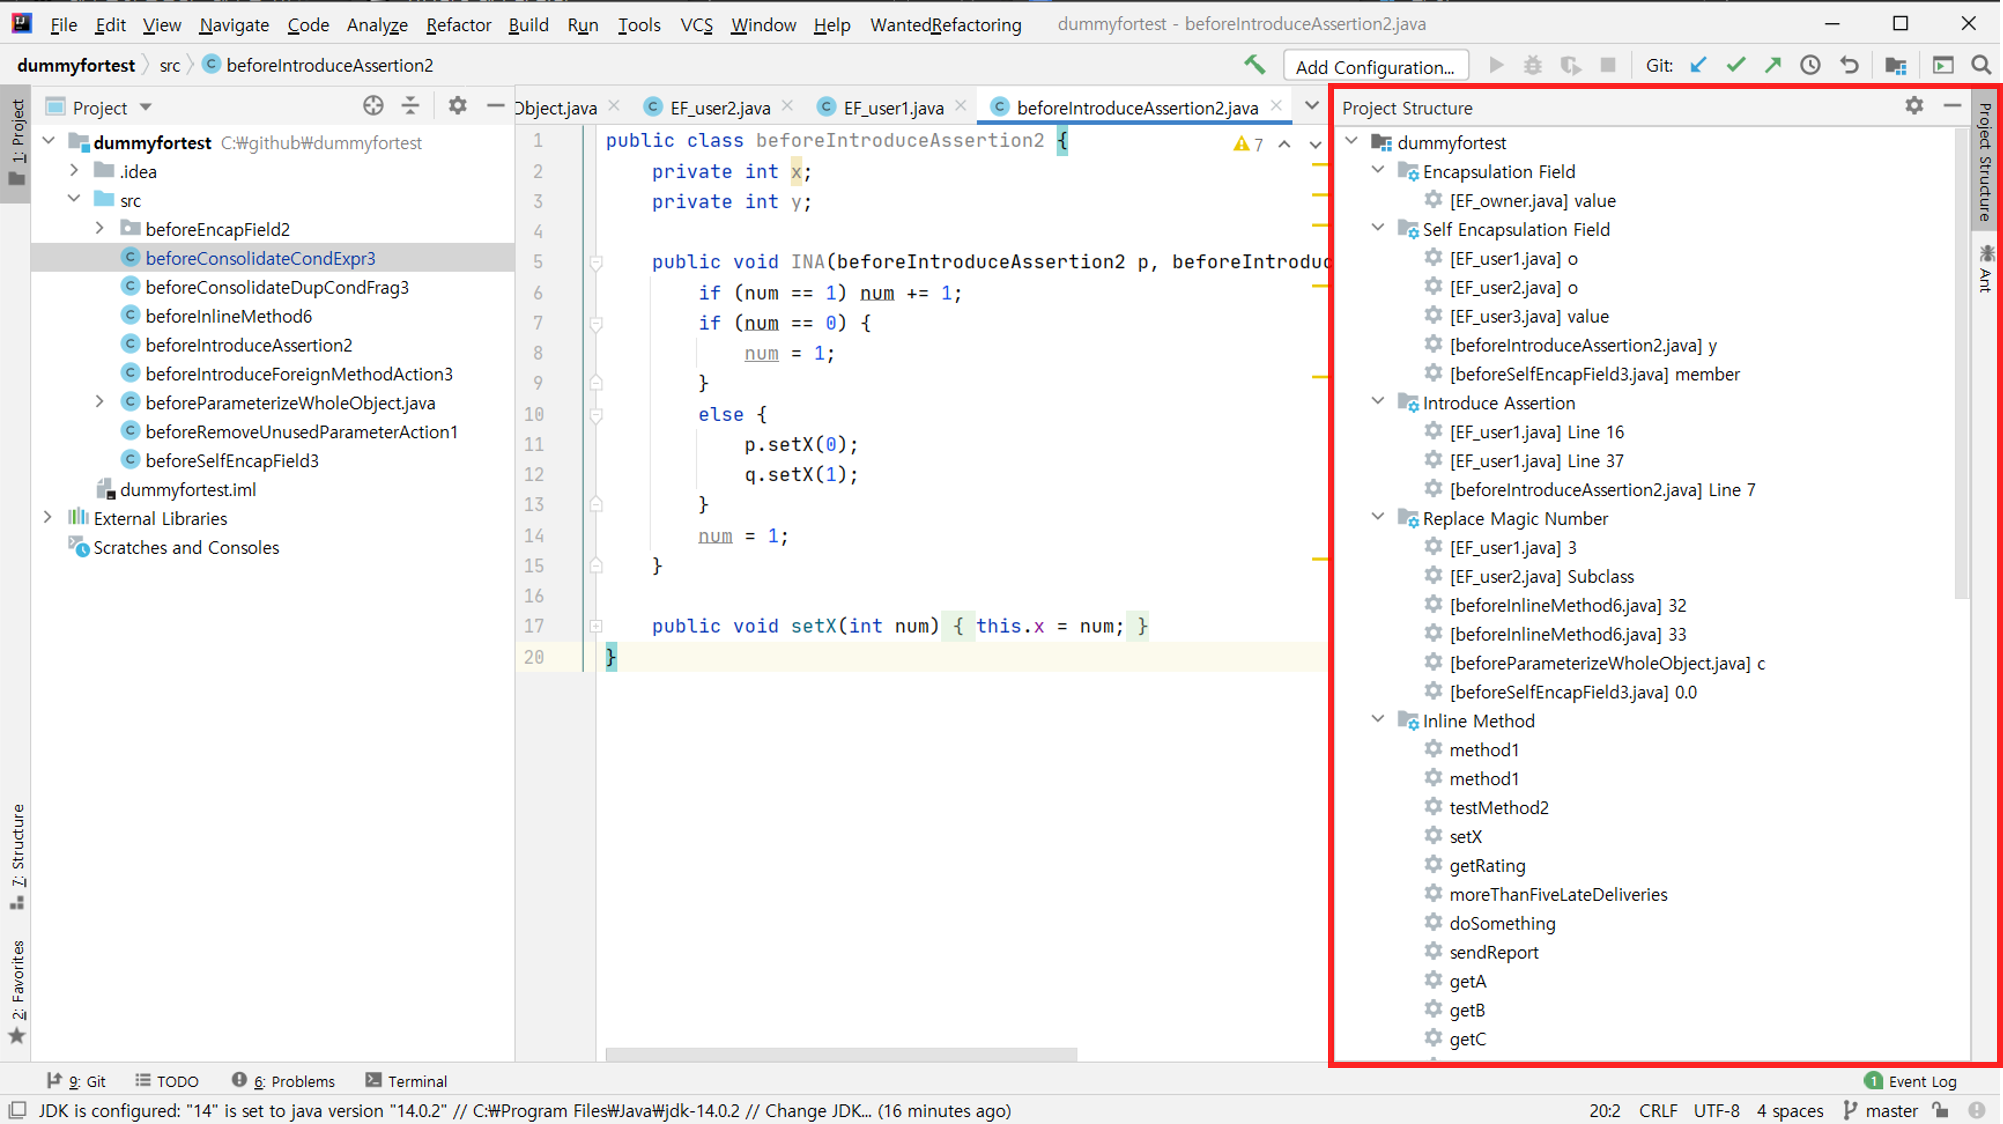 File Edit View Navigate Code Analyze Refactor Build Run Tools VCS Window Help WantedRefactoring dummyfortest - beforeIntroduceAssertion2.java
dummyfortest src beforeIntroduceAssertion2 Add Configuration... Git:
1: Project
7: Structure
2: Favorites
Project
dummyfortest C:₩github₩dummyfortest
.idea
src
beforeEncapField2
beforeConsolidateCondExpr3
beforeConsolidateDupCondFrag3
beforeInlineMethod6
beforeIntroduceAssertion2
beforeIntroduceForeignMethodAction3
beforeParameterizeWholeObject.java
beforeRemoveUnusedParameterAction1
beforeSelfEncapField3
dummyfortest.iml
External Libraries
Scratches and Consoles
Object.java EF_user2.java EF_user1.java beforeIntroduceAssertion2.java
7
1 public class beforeIntroduceAssertion2 {
2 private int x;
3 private int y;
4
5 public void INA(beforeIntroduceAssertion2 p, beforeIntroduc
6 if (num == 1) num += 1;
7 if (num == 0) {
8 num = 1;
9 }
10 else {
11 p.setX(0);
12 q.setX(1);
13 }
14 num = 1;
15 }
16
17 public void setX(int num) { this.x = num; }
20 }
Project Structure
dummyfortest
Encapsulation Field
[EF_owner.java] value
Self Encapsulation Field
[EF_user1.java] o
[EF_user2.java] o
[EF_user3.java] value
[beforeIntroduceAssertion2.java] y
[beforeSelfEncapField3.java] member
Introduce Assertion
[EF_user1.java] Line 16
[EF_user1.java] Line 37
[beforeIntroduceAssertion2.java] Line 7
Replace Magic Number
[EF_user1.java] 3
[EF_user2.java] Subclass
[beforeInlineMethod6.java] 32
[beforeInlineMethod6.java] 33
[beforeParameterizeWholeObject.java] c
[beforeSelfEncapField3.java] 0.0
Inline Method
method1
method1
testMethod2
setX
getRating
moreThanFiveLateDeliveries
doSomething
sendReport
getA
getB
getC
Project Structure
Ant
9: Git TODO 6: Problems Terminal 1 Event Log
JDK is configured: "14" is set to java version "14.0.2" // C:₩Program Files₩Java₩jdk-14.0.2 // Change JDK... (16 minutes ago) 20:2 CRLF UTF-8 4 spaces master